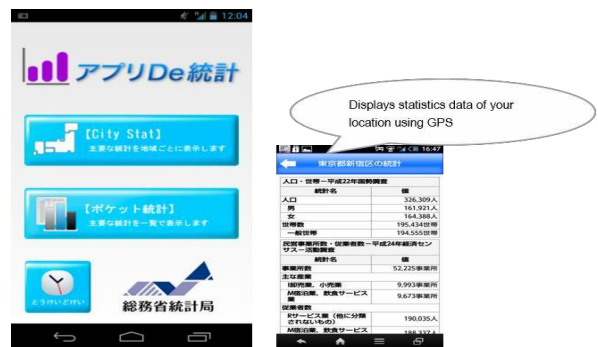 12:04
アプリDe統計
【City Stat】
主要な統計を地域ごとに表示します
【ポケット統計】
主要な統計を一覧で表示します
とうけいどけい
総務省統計局
Displays statistics data of your
location using GPS
16:47
東京都新宿区の統計
人口・世帯－平成22年国勢調査
統計名 値
人口 326,309人
男 161,921人
女 164,388人
世帯数 195,434世帯
一般世帯 194,555世帯
民営事業所数・従業者数－平成24年経済セン
サス－活動調査
統計名 値
事業所数 52,225事業所
主な産業
I卸売業、小売業 9,993事業所
M宿泊業、飲食サービス
業 9,673事業所
従業者数
Rサービス業（他に分類
されないもの） 190,035人
M宿泊業、飲食サービス 188,337人